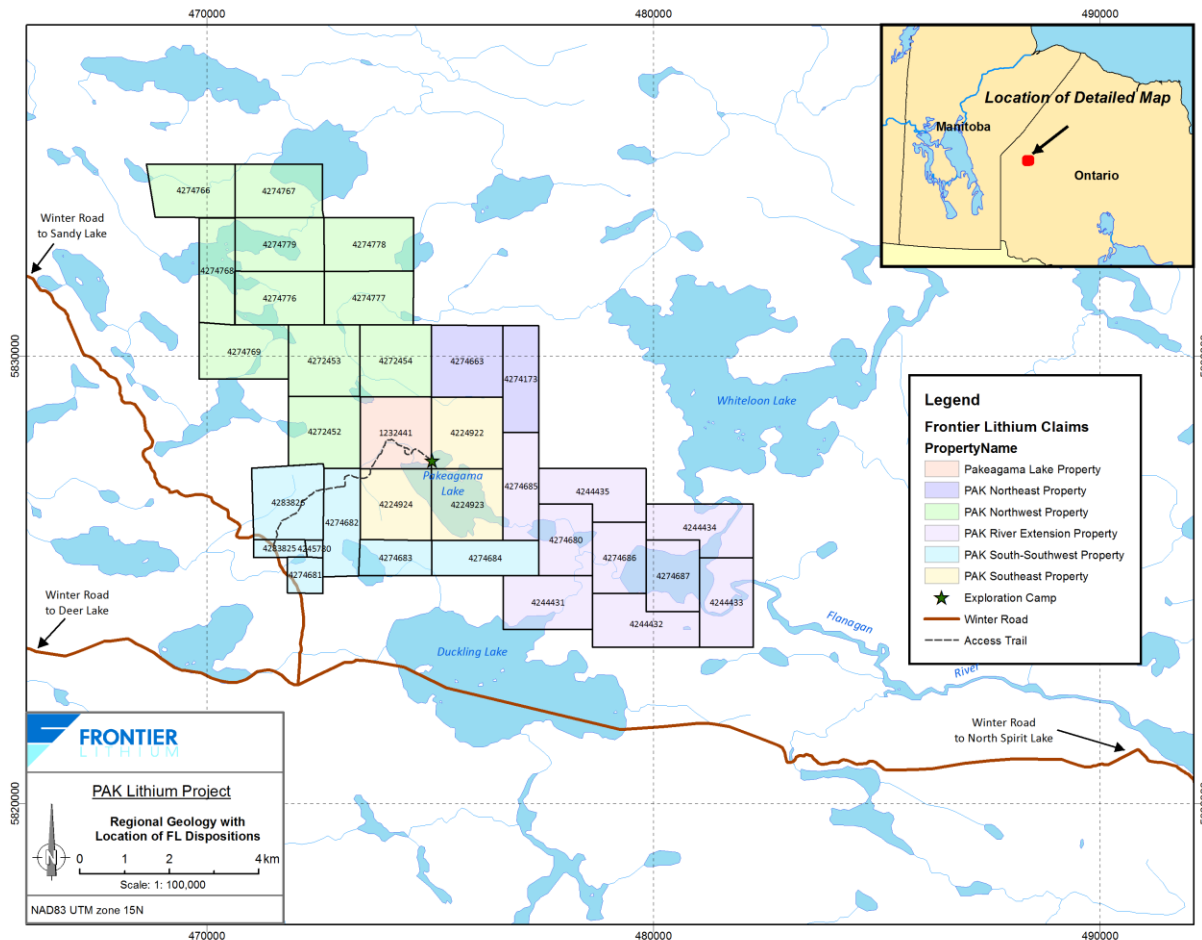 470000
480000
490000
Location of Detailed Map
Manitoba
Ontario
4274766
4274767
Winter Road
to Sandy Lake
4274779
4274778
4274768
4274776
4274777
5830000
4274769
4272453
4272454
4274663
4274173
Whiteloon Lake
4272452
1232441
4224922
Pakeagama
Lake
4274685
4244435
4283826
4274682
4224924
4224923
4274680
4244434
4283825
4245780
4274683
4274684
4274686
4274681
4274687
Winter Road
to Deer Lake
4244431
4244433
4244432
Flanagan
River
Duckling Lake
Legend
Frontier Lithium Claims
PropertyName
Pakeagama Lake Property
PAK Northeast Property
PAK Northwest Property
PAK River Extension Property
PAK South-Southwest Property
PAK Southeast Property
Exploration Camp
Winter Road
Access Trail
Winter Road
to North Spirit Lake
FRONTIER
LITHIUM
PAK Lithium Project
Regional Geology with
Location of FL Dispositions
N
0 1 2 4 km
Scale: 1: 100,000
NAD83 UTM zone 15N
5820000
470000
480000
490000